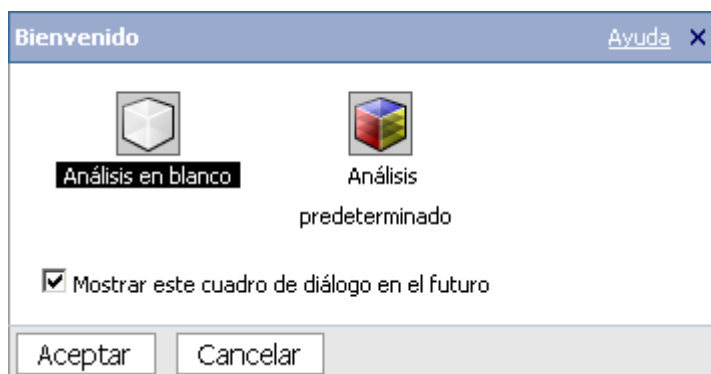 Bienvenido Ayuda
Análisis en blanco
Análisis
predeterminado
Mostrar este cuadro de diálogo en el futuro
Aceptar Cancelar